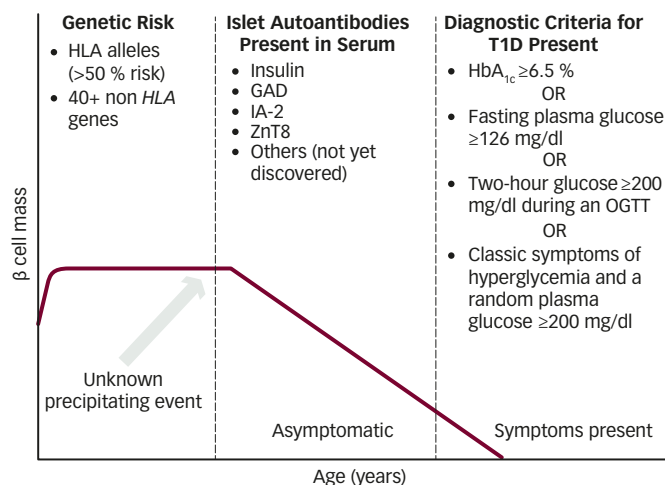 Genetic Risk
• HLA alleles
(>50 % risk)
• 40+ non HLA
genes
Islet Autoantibodies
Present in Serum
• Insulin
• GAD
• IA-2
• ZnT8
• Others (not yet
discovered)
Diagnostic Criteria for
T1D Present
• HbA1c ≥6.5 %
OR
• Fasting plasma glucose
≥126 mg/dl
OR
• Two-hour glucose ≥200
mg/dl during an OGTT
OR
• Classic symptoms of
hyperglycemia and a
random plasma
glucose ≥200 mg/dl
β cell mass
Unknown
precipitating event
Asymptomatic
Symptoms present
Age (years)